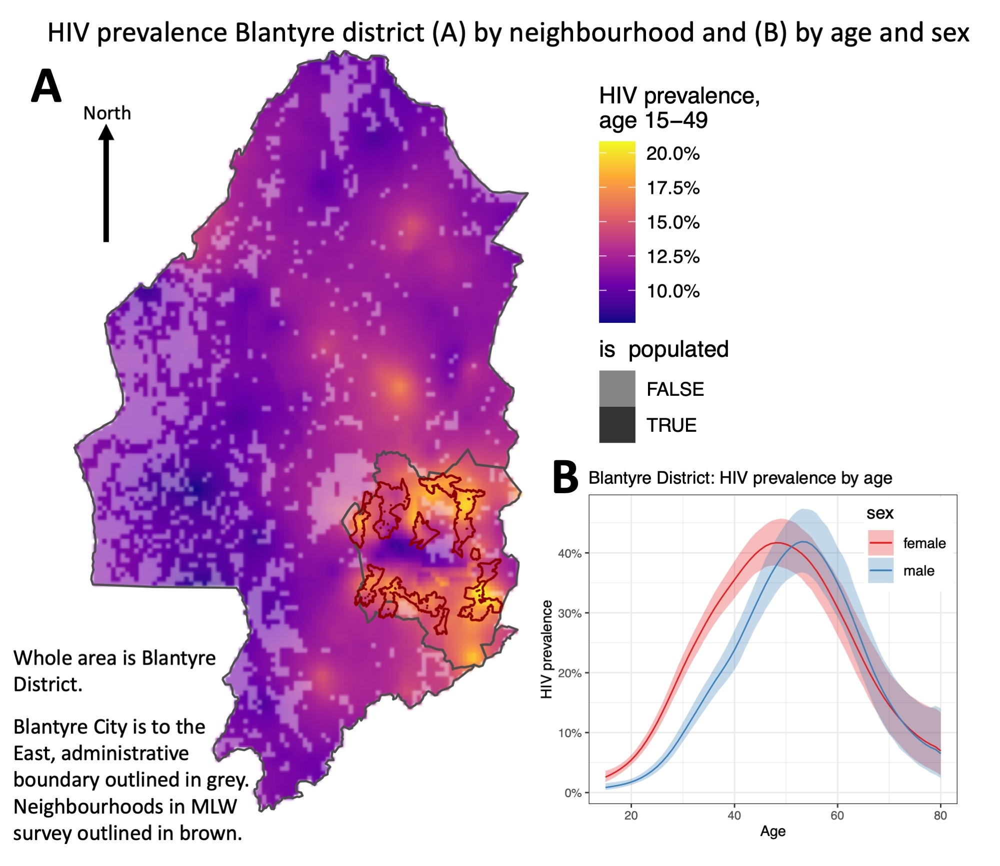 HIV prevalence Blantyre district (A) by neighbourhood and (B) by age and sex
A
North
HIV prevalence,
age 15–49
20.0%
17.5%
15.0%
12.5%
10.0%
is populated
FALSE
TRUE
B
Blantyre District: HIV prevalence by age
sex
female
male
HIV prevalence
40%
30%
20%
10%
0%
20
40
60
80
Age
Whole area is Blantyre
District.
Blantyre City is to the
East, administrative
boundary outlined in grey.
Neighbourhoods in MLW
survey outlined in brown.